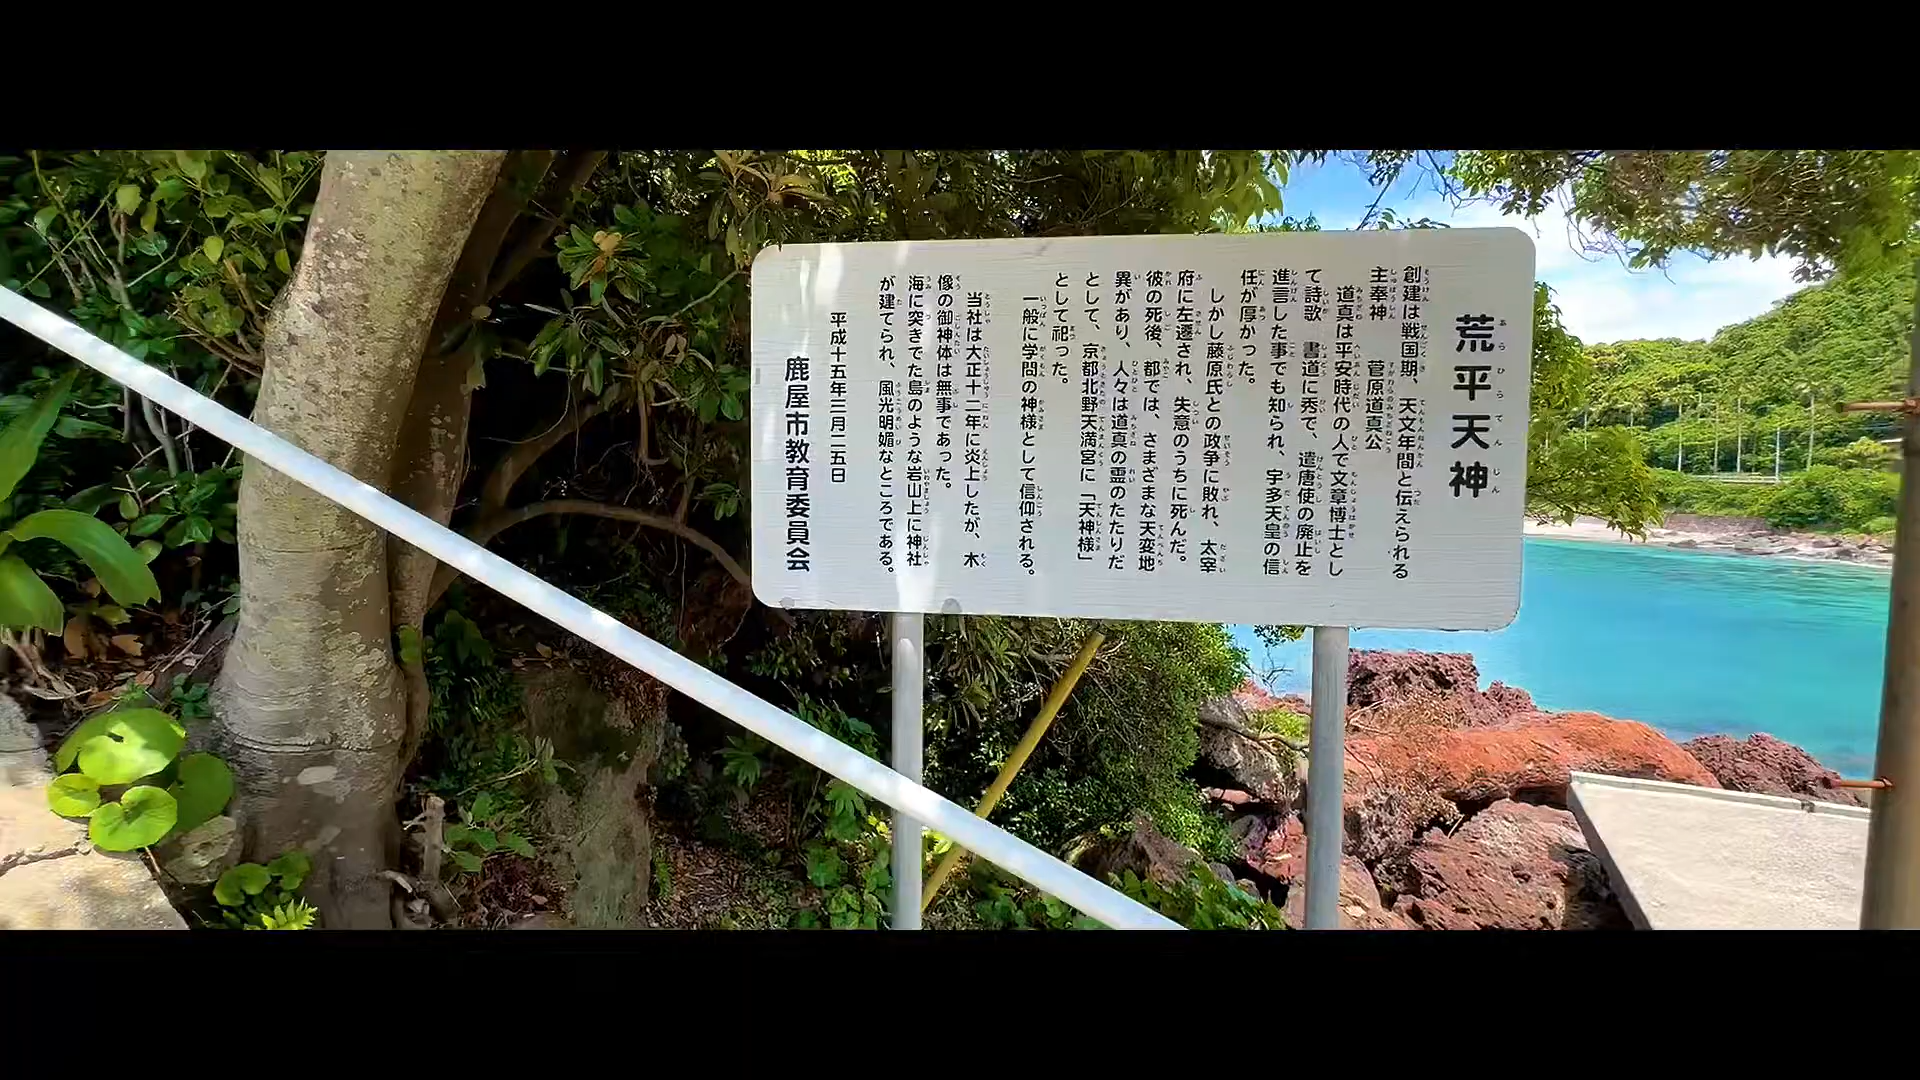 荒平天神
創建は戦国期、天文年間と伝えられる
主奉神　菅原道真公
道真は平安時代の人で文章博士とし
て詩歌　書道に秀で、遣唐使の廃止を
進言した事でも知られ、宇多天皇の信
任が厚かった。
しかし藤原氏との政争に敗れ、太宰
府に左遷され、失意のうちに死んだ。
彼の死後、都では、さまざまな天変地
異があり、人々は道真の霊のたたりだ
として、京都北野天満宮に「天神様」
として祀った。
一般に学問の神様として信仰される。
当社は大正十二年に炎上したが、木
像の御神体は無事であった。
海に突きでた島のような岩山上に神社
が建てられ、風光明媚なところである。
平成十五年三月二五日
鹿屋市教育委員会